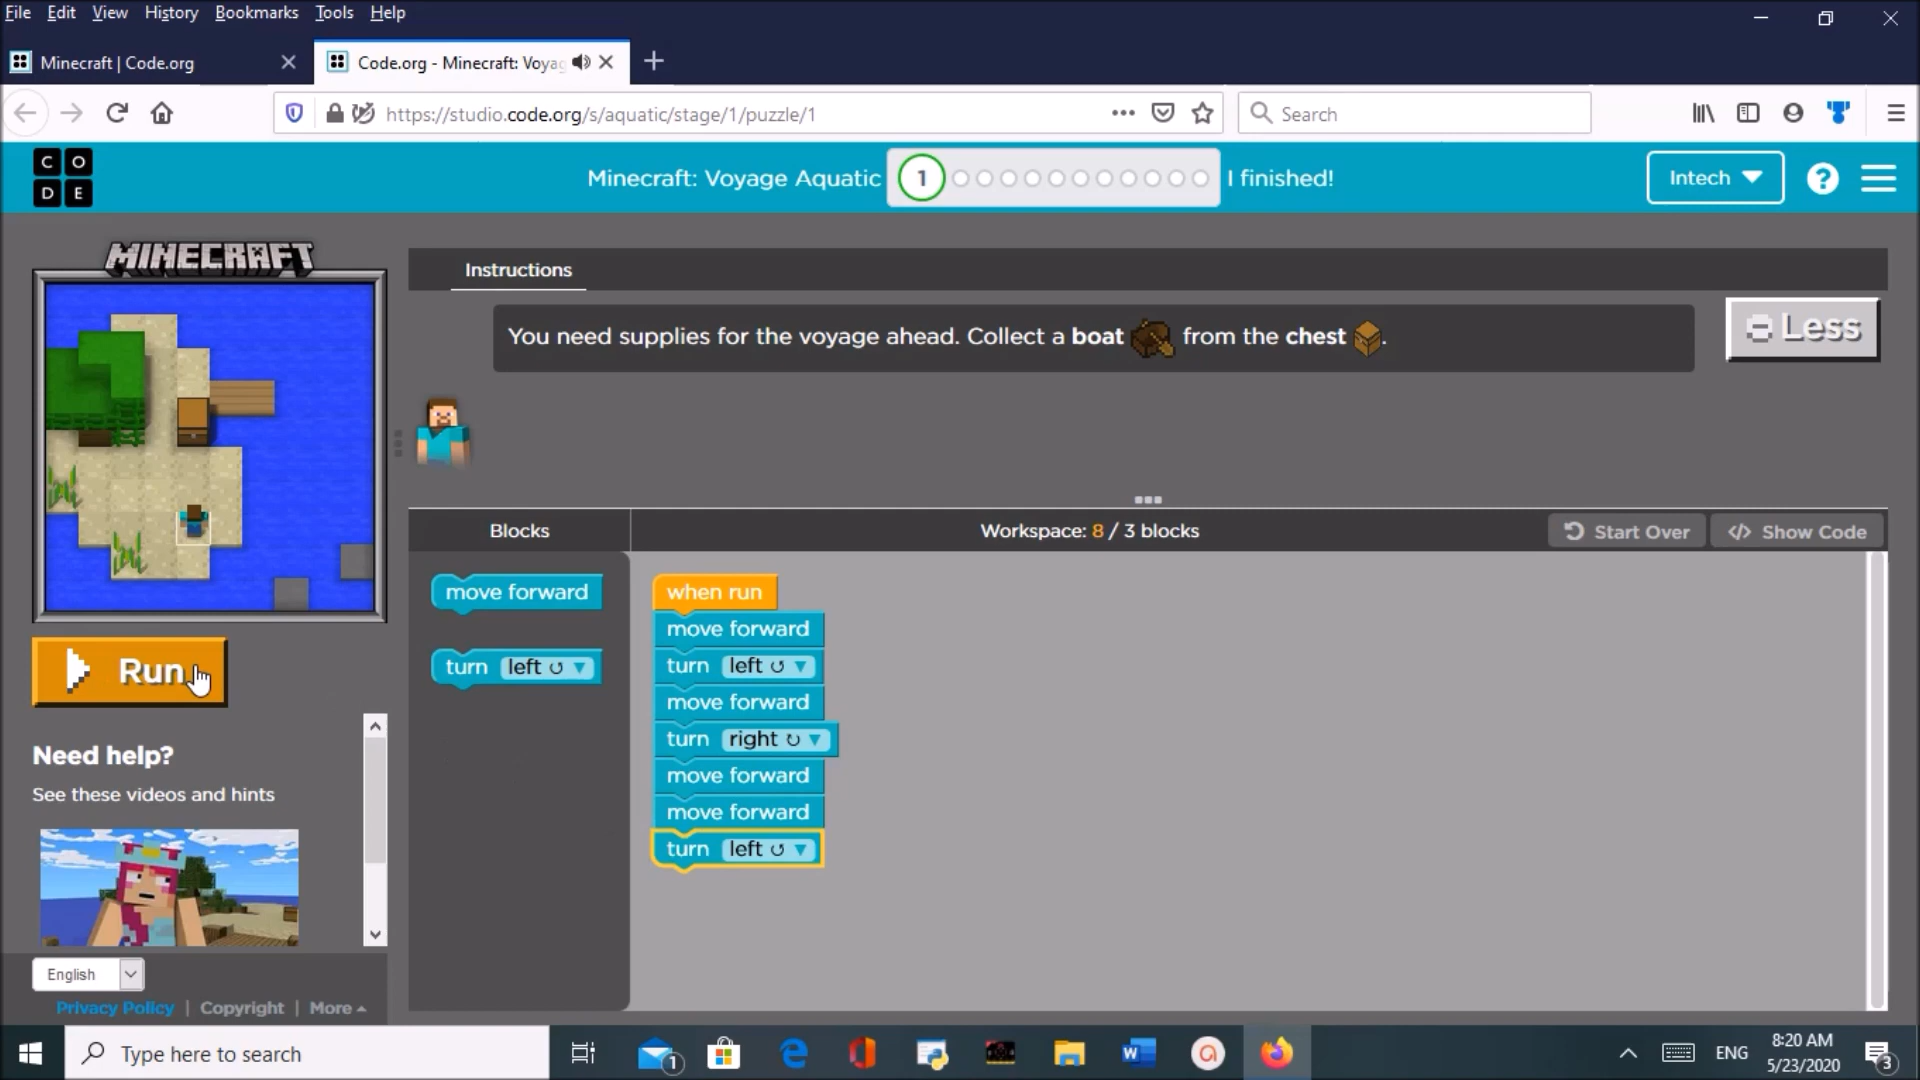 File Edit View History Bookmarks Tools Help
Minecraft | Code.org
Code.org - Minecraft: Voyag
https://studio.code.org/s/aquatic/stage/1/puzzle/1
Search
C O
D E
Minecraft: Voyage Aquatic
1
I finished!
Intech
?
MINECRAFT
Instructions
You need supplies for the voyage ahead. Collect a boat from the chest .
Less
Blocks
Workspace: 8 / 3 blocks
Start Over
</> Show Code
move forward
turn left
when run
move forward
turn left
move forward
turn right
move forward
move forward
turn left
Run
Need help?
See these videos and hints
English
Privacy Policy | Copyright | More
Type here to search
1
W
ENG
8:20 AM
5/23/2020
3